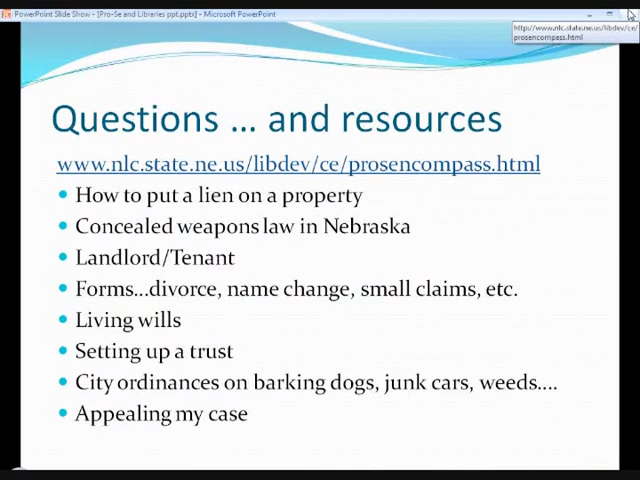 PowerPoint Slide Show - [Pro-Se and Libraries ppt.pptx] - Microsoft PowerPoint
http://www.nlc.state.ne.us/libdev/ce/
prosencompass.html
Questions … and resources
www.nlc.state.ne.us/libdev/ce/prosencompass.html
• How to put a lien on a property
• Concealed weapons law in Nebraska
• Landlord/Tenant
• Forms...divorce, name change, small claims, etc.
• Living wills
• Setting up a trust
• City ordinances on barking dogs, junk cars, weeds....
• Appealing my case